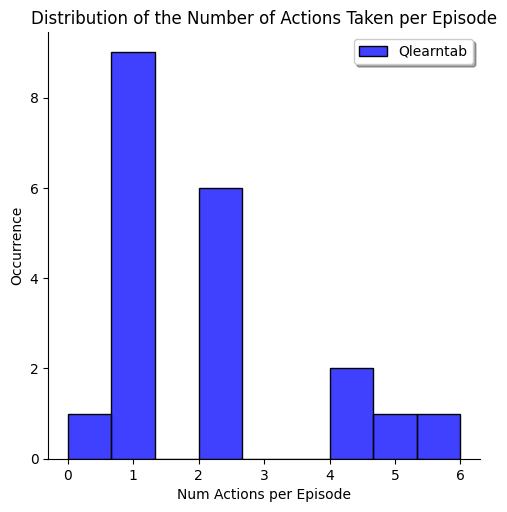 Distribution of the Number of Actions Taken per Episode
Qlearntab
Occurrence
8
6
4
2
0
0 1 2 3 4 5 6
Num Actions per Episode